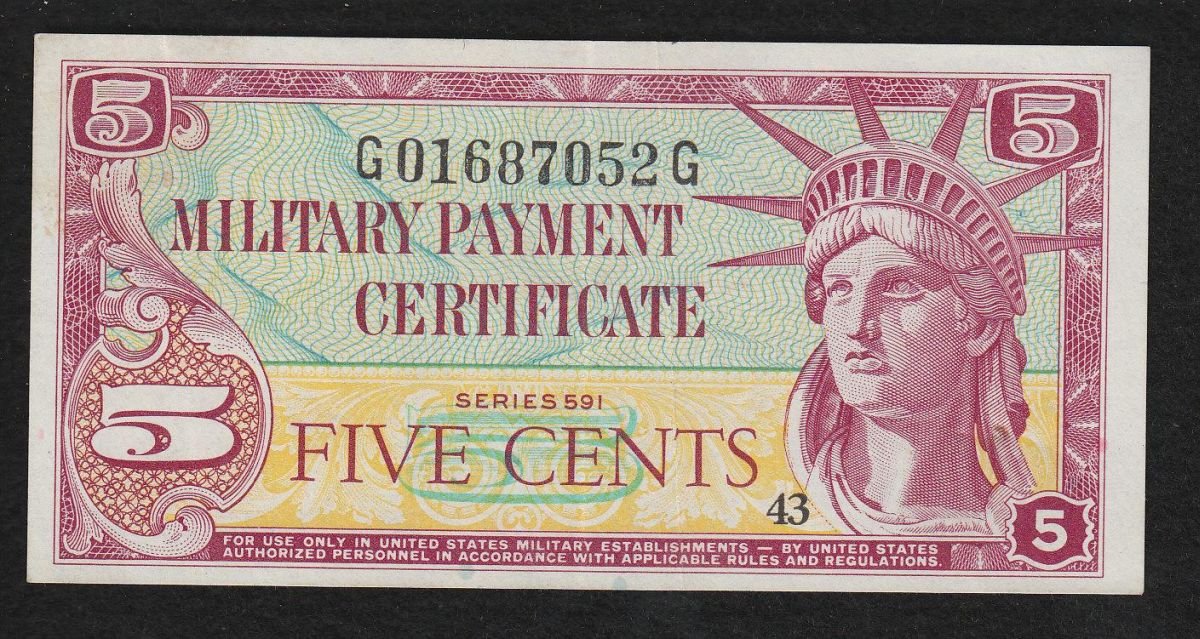 5 5
G01687052G
MILITARY PAYMENT
CERTIFICATE
5
SERIES 591
FIVE CENTS
5
43
5
FOR USE ONLY IN UNITED STATES MILITARY ESTABLISHMENTS — BY UNITED STATES
AUTHORIZED PERSONNEL IN ACCORDANCE WITH APPLICABLE RULES AND REGULATIONS.